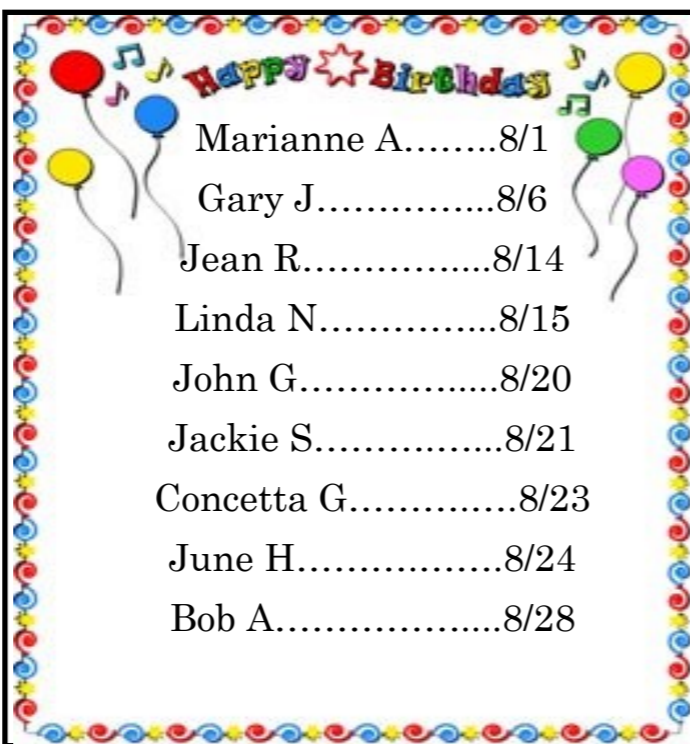 Happy Birthday
Marianne A……..8/1
Gary J…………...8/6
Jean R…………....8/14
Linda N…………...8/15
John G………….....8/20
Jackie S……………..8/21
Concetta G…………...8/23
June H……………….8/24
Bob A………………....8/28